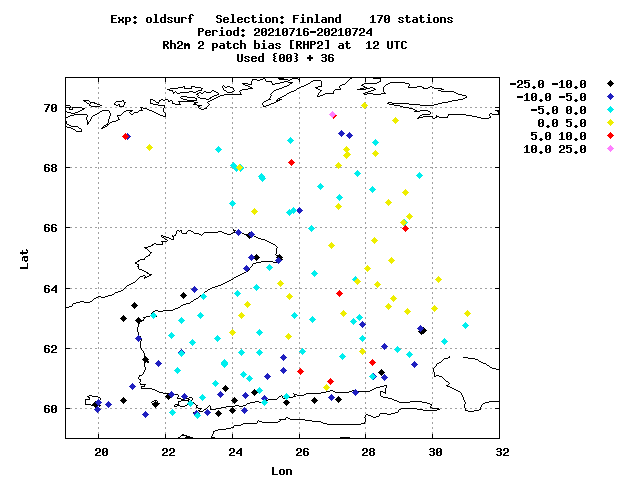 Exp: oldsurf   Selection: Finland    170 stations
Period: 20210716-20210724
Rh2m 2 patch bias [RHP2] at  12 UTC
Used {00} + 36
-25.0 -10.0
-10.0 -5.0
-5.0 0.0
0.0 5.0
5.0 10.0
10.0 25.0
70
68
66
64
62
60
Lat
20 22 24 26 28 30 32
Lon